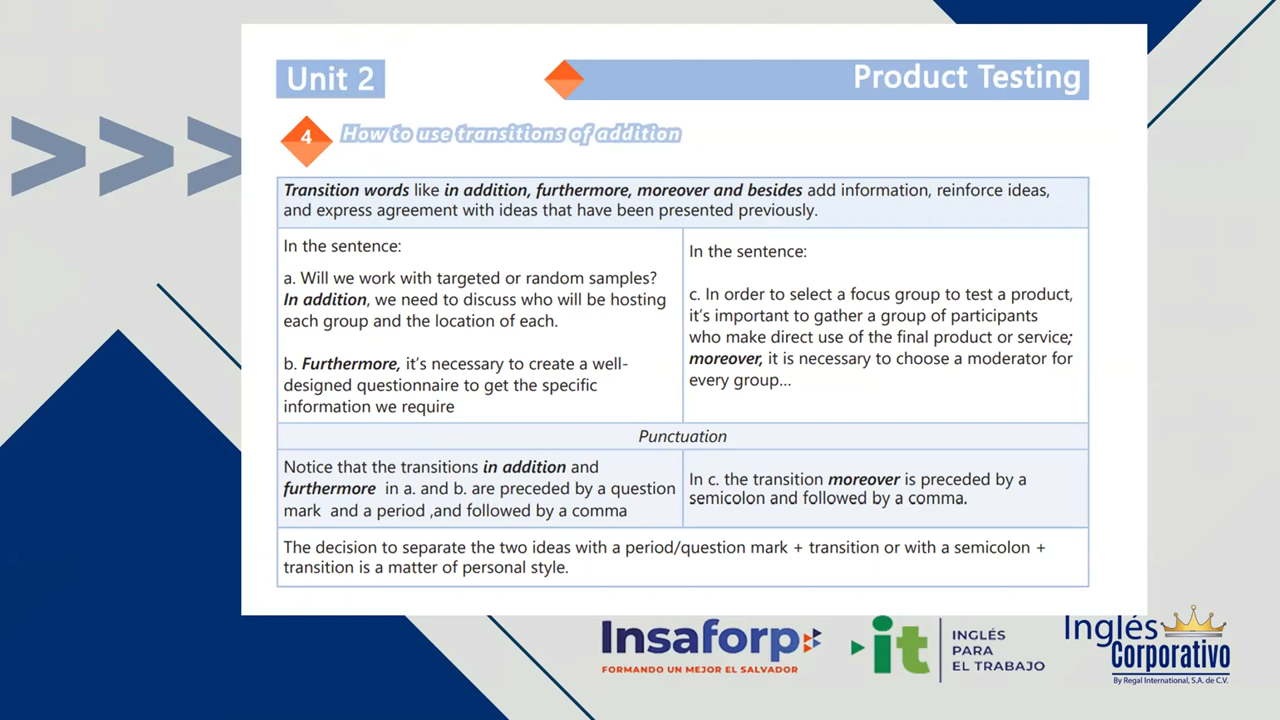 Unit 2
Product Testing
4
How to use transitions of addition
Transition words like in addition, furthermore, moreover and besides add information, reinforce ideas,
and express agreement with ideas that have been presented previously.
In the sentence:
a. Will we work with targeted or random samples?
In addition, we need to discuss who will be hosting
each group and the location of each.
b. Furthermore, it's necessary to create a well-
designed questionnaire to get the specific
information we require
In the sentence:
c. In order to select a focus group to test a product,
it's important to gather a group of participants
who make direct use of the final product or service;
moreover, it is necessary to choose a moderator for
every group...
Punctuation
Notice that the transitions in addition and
furthermore in a. and b. are preceded by a question
mark and a period ,and followed by a comma
In c. the transition moreover is preceded by a
semicolon and followed by a comma.
The decision to separate the two ideas with a period/question mark + transition or with a semicolon +
transition is a matter of personal style.
Insaforp
FORMANDO UN MEJOR EL SALVADOR
it
INGLÉS
PARA
EL TRABAJO
Inglés
Corporativo
By Regal International, S.A. de C.V.